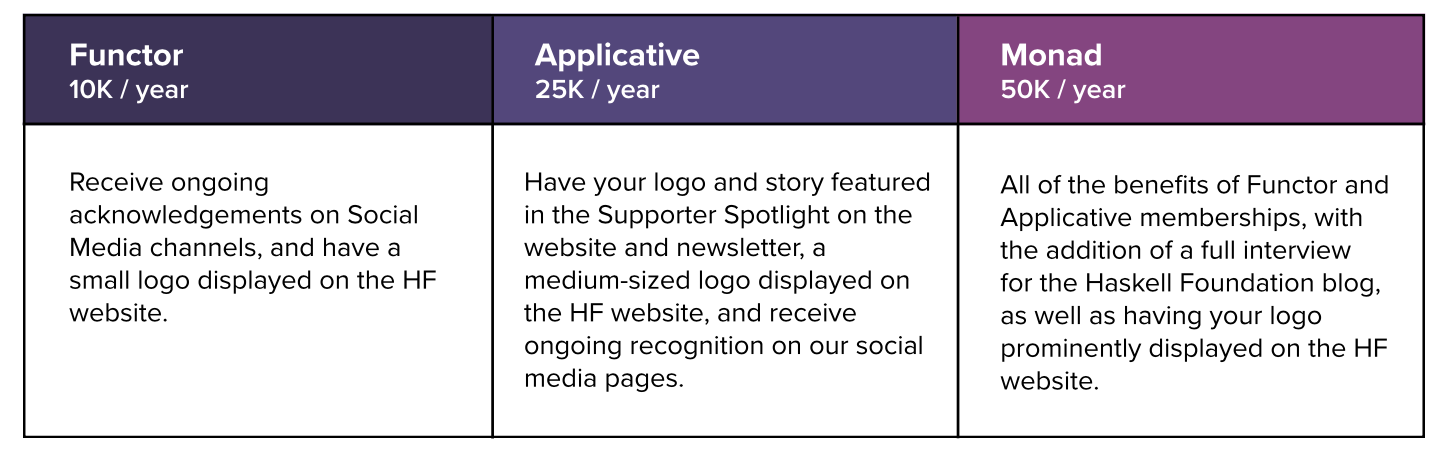 Functor
10K / year
Receive ongoing
acknowledgements on Social
Media channels, and have a
small logo displayed on the HF
website.
Applicative
25K / year
Have your logo and story featured
in the Supporter Spotlight on the
website and newsletter, a
medium-sized logo displayed on
the HF website, and receive
ongoing recognition on our social
media pages.
Monad
50K / year
All of the benefits of Functor and
Applicative memberships, with
the addition of a full interview
for the Haskell Foundation blog,
as well as having your logo
prominently displayed on the HF
website.